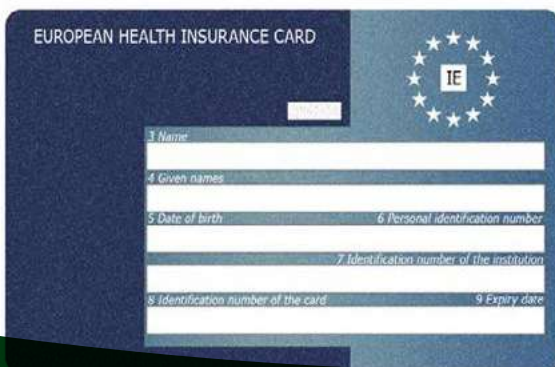 EUROPEAN HEALTH INSURANCE CARD
IE
3 Name
4 Given names
5 Date of birth 6 Personal identification number
7 Identification number of the institution
8 Identification number of the card 9 Expiry date